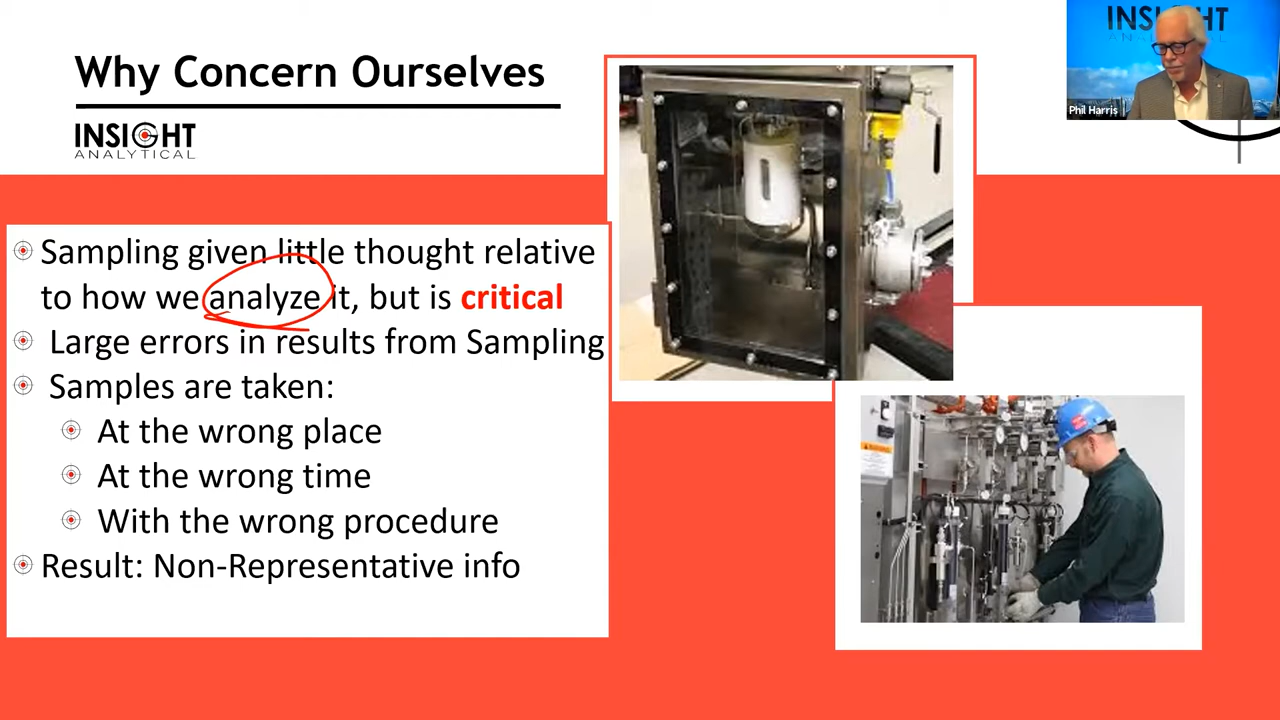 Why Concern Ourselves
INSIGHT
ANALYTICAL
INSIGHT
Phil Harris
Sampling given little thought relative
to how we analyze it, but is critical
Large errors in results from Sampling
Samples are taken:
At the wrong place
At the wrong time
With the wrong procedure
Result: Non-Representative info